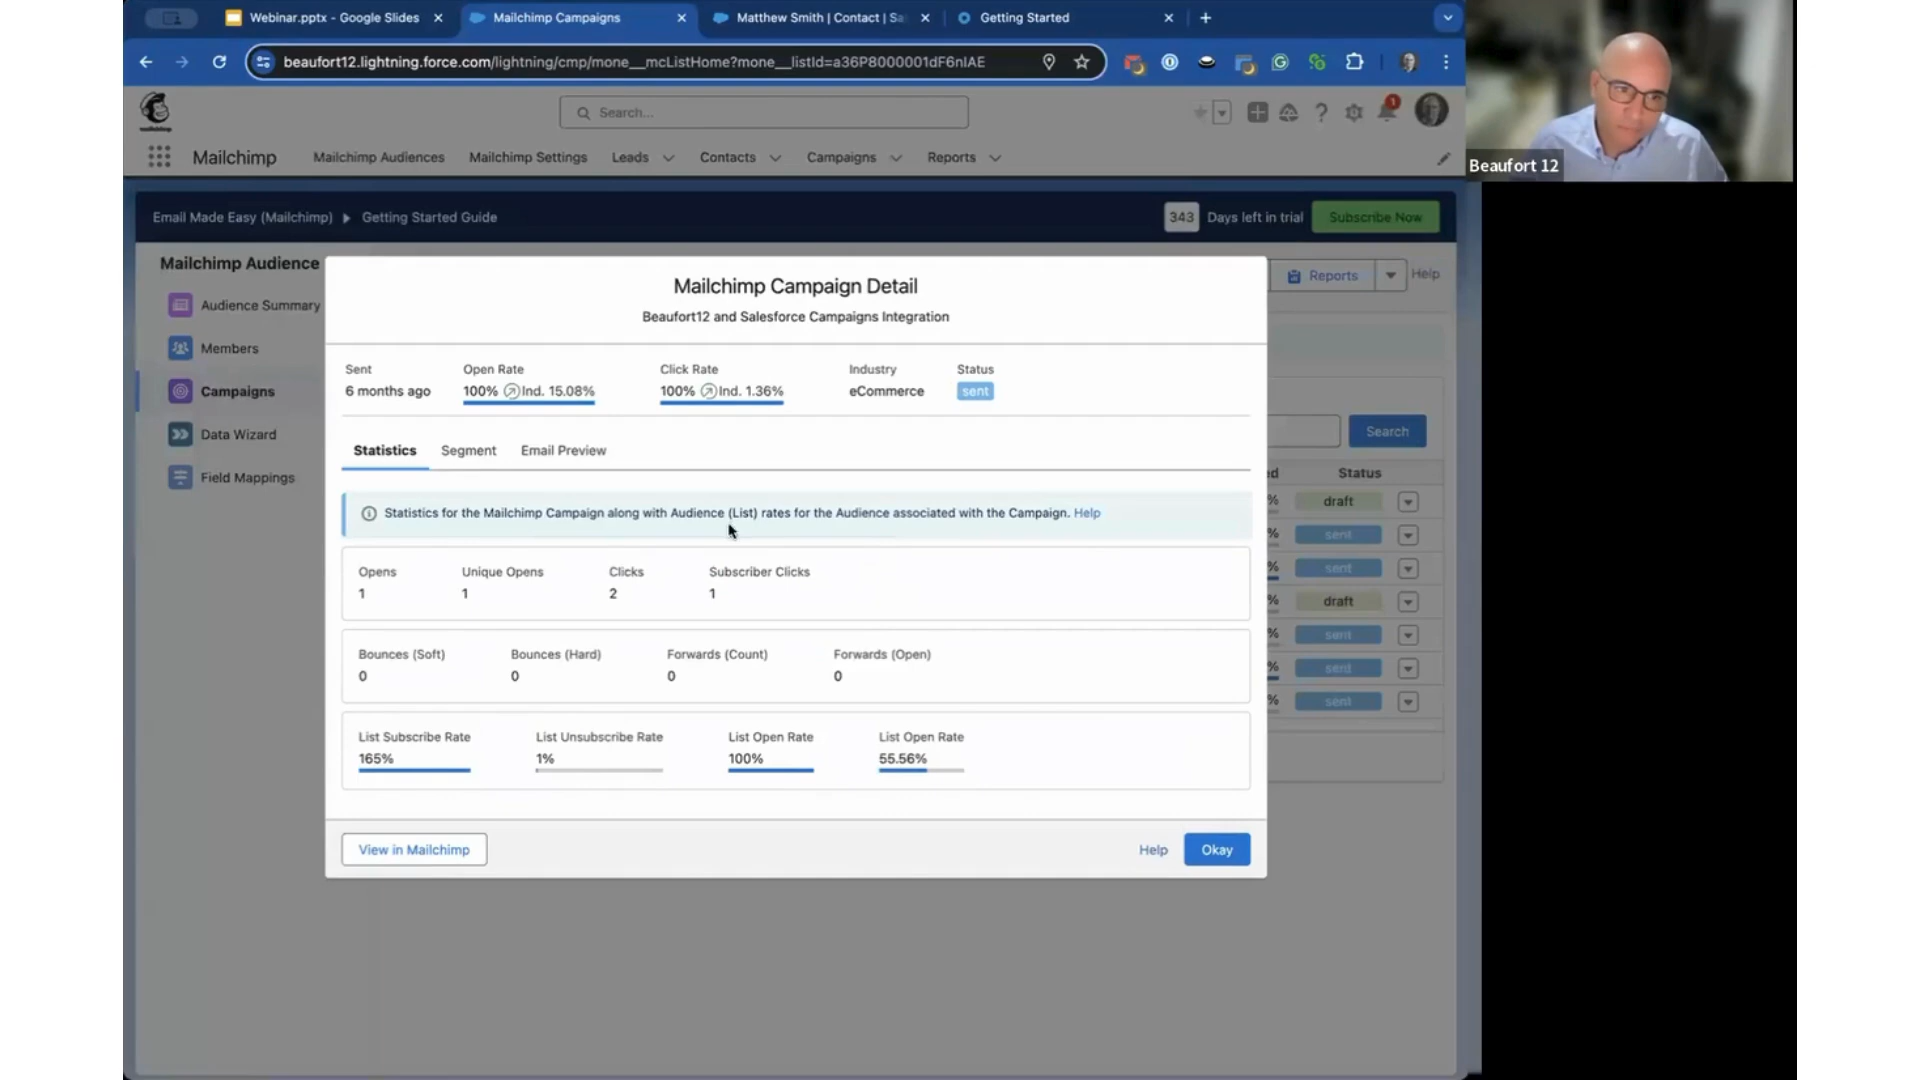 Webinar.pptx - Google Slides
Mailchimp Campaigns
Matthew Smith | Contact | Sa
Getting Started
beaufort12.lightning.force.com/lightning/cmp/mone__mcListHome?mone__listId=a36P8000001dF6nIAE
Search...
1
Mailchimp
Mailchimp Audiences
Mailchimp Settings
Leads
Contacts
Campaigns
Reports
Beaufort 12
Email Made Easy (Mailchimp)
Getting Started Guide
343 Days left in trial
Subscribe Now
Mailchimp Audience
Audience Summary
Members
Campaigns
Data Wizard
Field Mappings
Reports
Help
Mailchimp Campaign Detail
Beaufort12 and Salesforce Campaigns Integration
Sent Open Rate Click Rate Industry Status
6 months ago 100% Ind. 15.08% 100% Ind. 1.36% eCommerce sent
Statistics Segment Email Preview
Statistics for the Mailchimp Campaign along with Audience (List) rates for the Audience associated with the Campaign. Help
Opens Unique Opens Clicks Subscriber Clicks
1 1 2 1
Bounces (Soft) Bounces (Hard) Forwards (Count) Forwards (Open)
0 0 0 0
List Subscribe Rate List Unsubscribe Rate List Open Rate List Open Rate
165% 1% 100% 55.56%
View in Mailchimp
Help
Okay
Search
ed Status
% draft
% sent
% sent
% draft
% sent
% sent
% sent